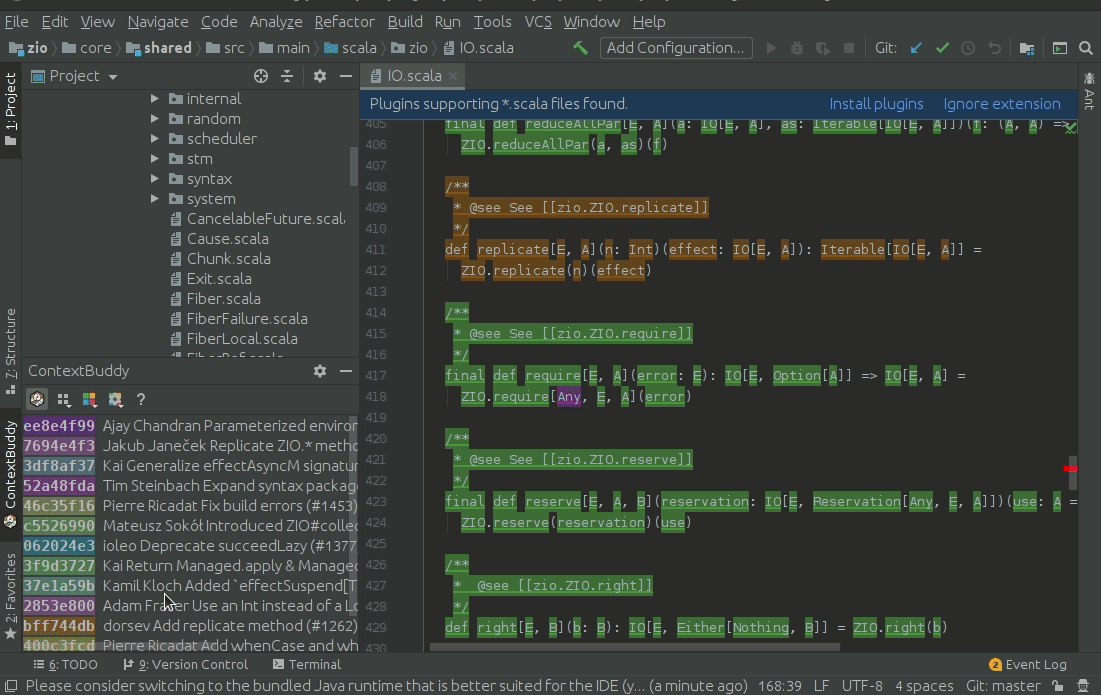 File Edit View Navigate Code Analyze Refactor Build Run Tools VCS Window Help
zio core shared src main scala zio IO.scala Add Configuration... Git:
1: Project
Project
IO.scala
Ant
Plugins supporting *.scala files found. Install plugins Ignore extension
internal
random
scheduler
stm
syntax
system
CancelableFuture.scal
Cause.scala
Chunk.scala
Exit.scala
Fiber.scala
FiberFailure.scala
FiberLocal.scala
FiberRef.scala
7: Structure
ContextBuddy
?
ContextBuddy
2: Favorites
ee8e4f99 Ajay Chandran Parameterized enviror
7694e4f3 Jakub Janeček Replicate ZIO.* metho
3df8af37 Kai Generalize effectAsyncM signatur
52a48fda Tim Steinbach Expand syntax package
46c35f16 Pierre Ricadat Fix build errors (#1453)
c5526990 Mateusz Sokół Introduced ZIO#collec
062024e3 ioleo Deprecate succeedLazy (#1377
3f9d3727 Kai Return Managed.apply & Manage
37e1a59b Kamil Kloch Added `effectSuspend[T
2853e800 Adam Fraser Use an Int instead of a Lo
bff744db dorsev Add replicate method (#1262)
400c3fcd Pierre Ricadat Add whenCase and wh
405 final def reduceAllPar[E, A](a: IO[E, A], as: Iterable[IO[E, A]])(f: (A, A) =>
406 ZIO.reduceAllPar(a, as)(f)
407
408 /**
409 * @see See [[zio.ZIO.replicate]]
410 */
411 def replicate[E, A](n: Int)(effect: IO[E, A]): Iterable[IO[E, A]] =
412 ZIO.replicate(n)(effect)
413
414 /**
415 * @see See [[zio.ZIO.require]]
416 */
417 final def require[E, A](error: E): IO[E, Option[A]] => IO[E, A] =
418 ZIO.require[Any, E, A](error)
419
420 /**
421 * @see See [[zio.ZIO.reserve]]
422 */
423 final def reserve[E, A, B](reservation: IO[E, Reservation[Any, E, A]])(use: A =
424 ZIO.reserve(reservation)(use)
425
426 /**
427 * @see [[zio.ZIO.right]]
428 */
429 def right[E, B](b: B): IO[E, Either[Nothing, B]] = ZIO.right(b)
430
6: TODO 9: Version Control Terminal 2 Event Log
Please consider switching to the bundled Java runtime that is better suited for the IDE (y... (a minute ago) 168:39 LF UTF-8 4 spaces Git: master